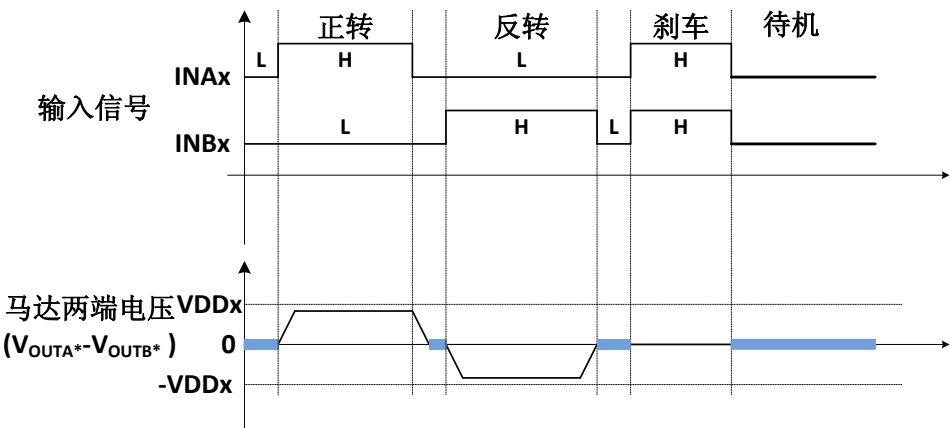 正转 反转 刹车 待机
L H L H
INAx
输入信号
L H L H
INBx
马达两端电压 VDDx
(VOUTA*-VOUTB* ) 0
-VDDx